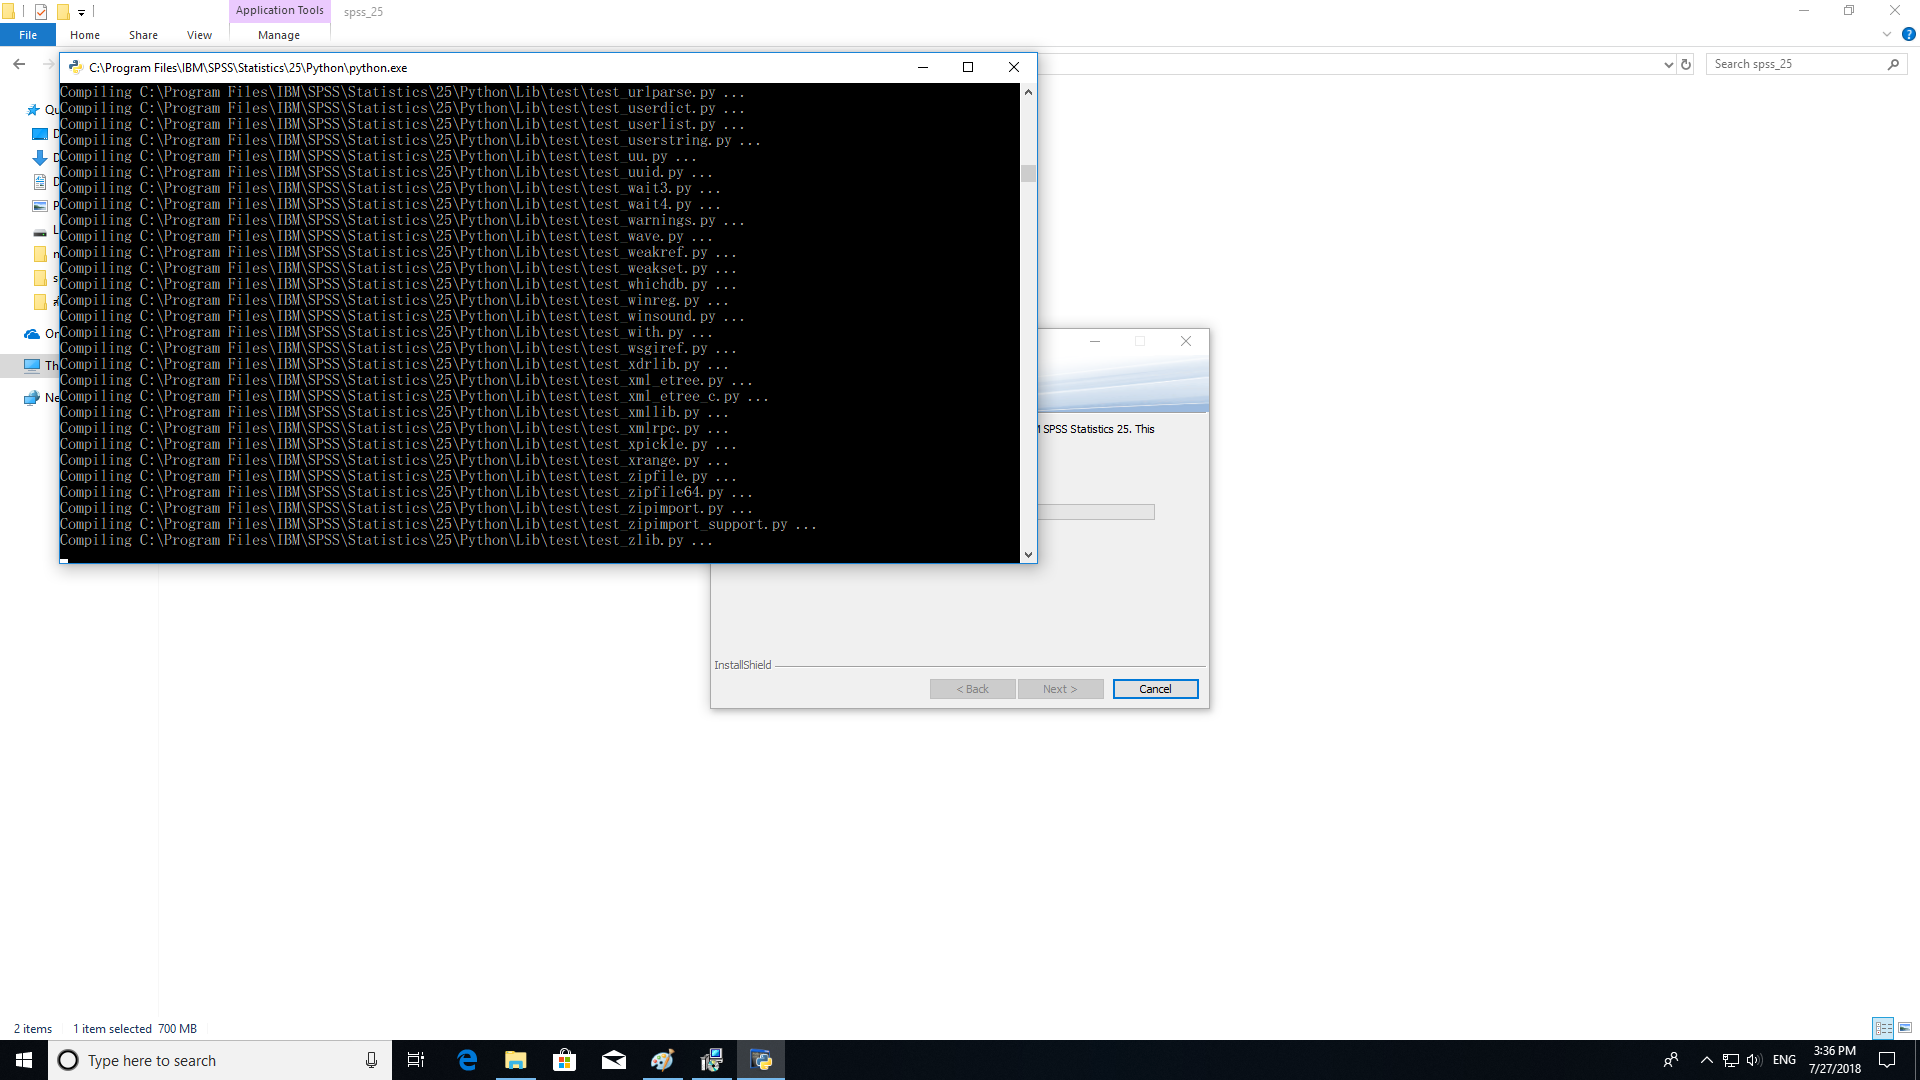 Application Tools
spss_25
File
Home
Share
View
Manage
C:\Program Files\IBM\SPSS\Statistics\25\Python\python.exe
Search spss_25
Compiling C:\Program Files\IBM\SPSS\Statistics\25\Python\Lib\test\test_urlparse.py ...
Compiling C:\Program Files\IBM\SPSS\Statistics\25\Python\Lib\test\test_userdict.py ...
Compiling C:\Program Files\IBM\SPSS\Statistics\25\Python\Lib\test\test_userlist.py ...
Compiling C:\Program Files\IBM\SPSS\Statistics\25\Python\Lib\test\test_userstring.py ...
Compiling C:\Program Files\IBM\SPSS\Statistics\25\Python\Lib\test\test_uu.py ...
Compiling C:\Program Files\IBM\SPSS\Statistics\25\Python\Lib\test\test_uuid.py ...
Compiling C:\Program Files\IBM\SPSS\Statistics\25\Python\Lib\test\test_wait3.py ...
Compiling C:\Program Files\IBM\SPSS\Statistics\25\Python\Lib\test\test_wait4.py ...
Compiling C:\Program Files\IBM\SPSS\Statistics\25\Python\Lib\test\test_warnings.py ...
Compiling C:\Program Files\IBM\SPSS\Statistics\25\Python\Lib\test\test_wave.py ...
Compiling C:\Program Files\IBM\SPSS\Statistics\25\Python\Lib\test\test_weakref.py ...
Compiling C:\Program Files\IBM\SPSS\Statistics\25\Python\Lib\test\test_weakset.py ...
Compiling C:\Program Files\IBM\SPSS\Statistics\25\Python\Lib\test\test_whichdb.py ...
Compiling C:\Program Files\IBM\SPSS\Statistics\25\Python\Lib\test\test_winreg.py ...
Compiling C:\Program Files\IBM\SPSS\Statistics\25\Python\Lib\test\test_winsound.py ...
Compiling C:\Program Files\IBM\SPSS\Statistics\25\Python\Lib\test\test_with.py ...
Compiling C:\Program Files\IBM\SPSS\Statistics\25\Python\Lib\test\test_wsgiref.py ...
Compiling C:\Program Files\IBM\SPSS\Statistics\25\Python\Lib\test\test_xdrlib.py ...
Compiling C:\Program Files\IBM\SPSS\Statistics\25\Python\Lib\test\test_xml_etree.py ...
Compiling C:\Program Files\IBM\SPSS\Statistics\25\Python\Lib\test\test_xml_etree_c.py ...
Compiling C:\Program Files\IBM\SPSS\Statistics\25\Python\Lib\test\test_xmllib.py ...
Compiling C:\Program Files\IBM\SPSS\Statistics\25\Python\Lib\test\test_xmlrpc.py ...
Compiling C:\Program Files\IBM\SPSS\Statistics\25\Python\Lib\test\test_xpickle.py ...
Compiling C:\Program Files\IBM\SPSS\Statistics\25\Python\Lib\test\test_xrange.py ...
Compiling C:\Program Files\IBM\SPSS\Statistics\25\Python\Lib\test\test_zipfile.py ...
Compiling C:\Program Files\IBM\SPSS\Statistics\25\Python\Lib\test\test_zipfile64.py ...
Compiling C:\Program Files\IBM\SPSS\Statistics\25\Python\Lib\test\test_zipimport.py ...
Compiling C:\Program Files\IBM\SPSS\Statistics\25\Python\Lib\test\test_zipimport_support.py ...
Compiling C:\Program Files\IBM\SPSS\Statistics\25\Python\Lib\test\test_zlib.py ...
SPSS Statistics 25. This
InstallShield
< Back
Next >
Cancel
2 items
1 item selected 700 MB
Type here to search
ENG
3:36 PM
7/27/2018